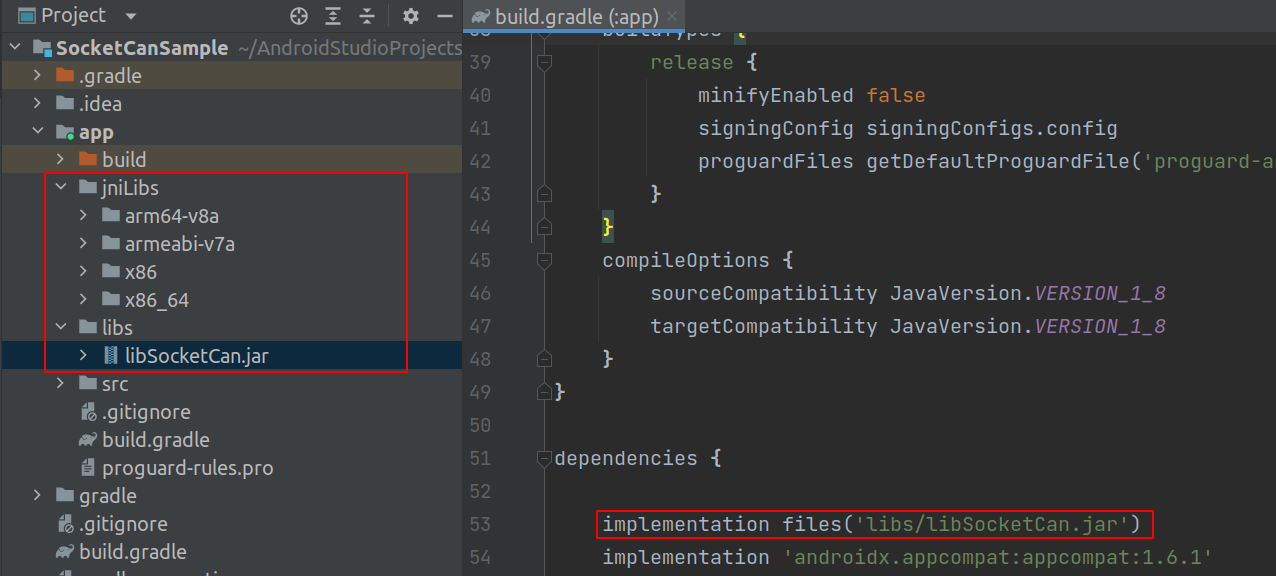 Project
SocketCanSample ~/AndroidStudioProjects
.gradle
.idea
app
build
jniLibs
arm64-v8a
armeabi-v7a
x86
x86_64
libs
libSocketCan.jar
src
.gitignore
build.gradle
proguard-rules.pro
gradle
.gitignore
build.gradle
build.gradle (:app)
39 release {
40 minifyEnabled false
41 signingConfig signingConfigs.config
42 proguardFiles getDefaultProguardFile('proguard-a
43 }
44 }
45 compileOptions {
46 sourceCompatibility JavaVersion.VERSION_1_8
47 targetCompatibility JavaVersion.VERSION_1_8
48 }
49 }
50
51 dependencies {
52
53 implementation files('libs/libSocketCan.jar')
54 implementation 'androidx.appcompat:appcompat:1.6.1'